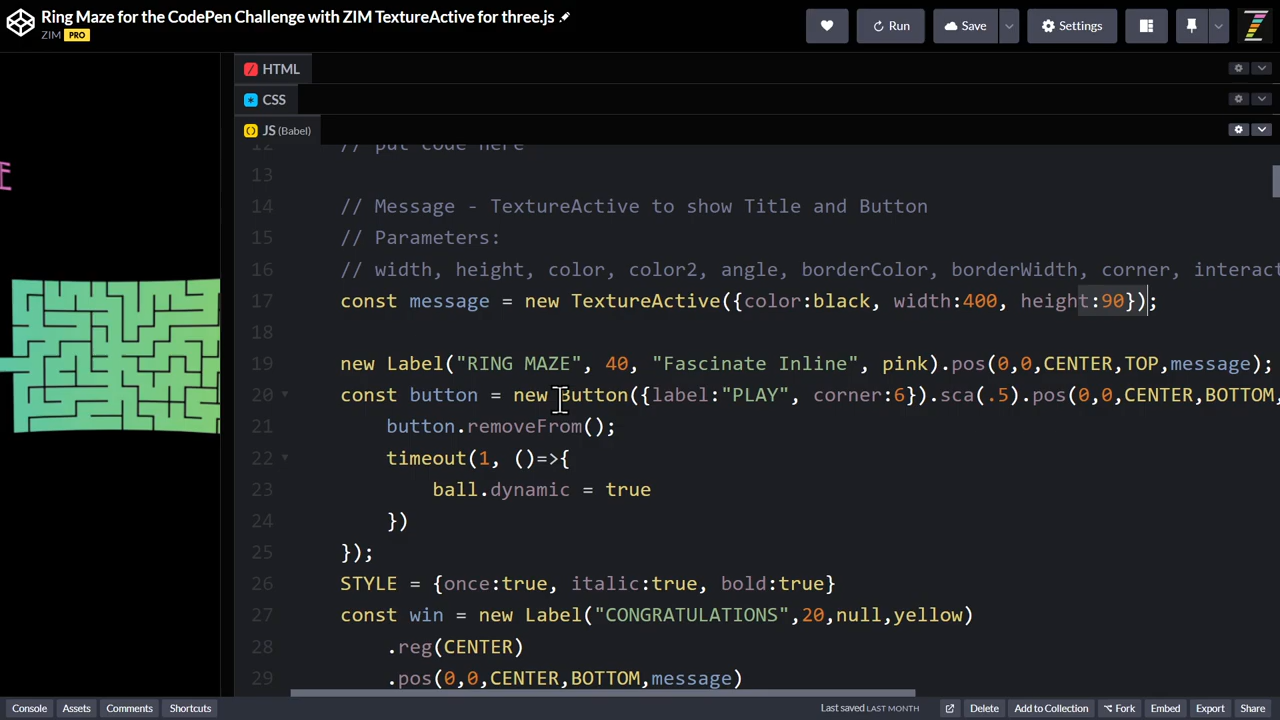 Ring Maze for the CodePen Challenge with ZIM TextureActive for three.js
ZIM PRO
Run
Save
Settings
HTML
CSS
JS (Babel)
12 // put code here
13
14 // Message - TextureActive to show Title and Button
15 // Parameters:
16 // width, height, color, color2, angle, borderColor, borderWidth, corner, interact
17 const message = new TextureActive({color:black, width:400, height:90});
18
19 new Label("RING MAZE", 40, "Fascinate Inline", pink).pos(0,0,CENTER,TOP,message);
20 const button = new Button({label:"PLAY", corner:6}).sca(.5).pos(0,0,CENTER,BOTTOM,
21 button.removeFrom();
22 timeout(1, ()=>{
23 ball.dynamic = true
24 })
25 });
26 STYLE = {once:true, italic:true, bold:true}
27 const win = new Label("CONGRATULATIONS",20,null,yellow)
28 .reg(CENTER)
29 .pos(0,0,CENTER,BOTTOM,message)
Console Assets Comments Shortcuts Last saved LAST MONTH Delete Add to Collection Fork Embed Export Share